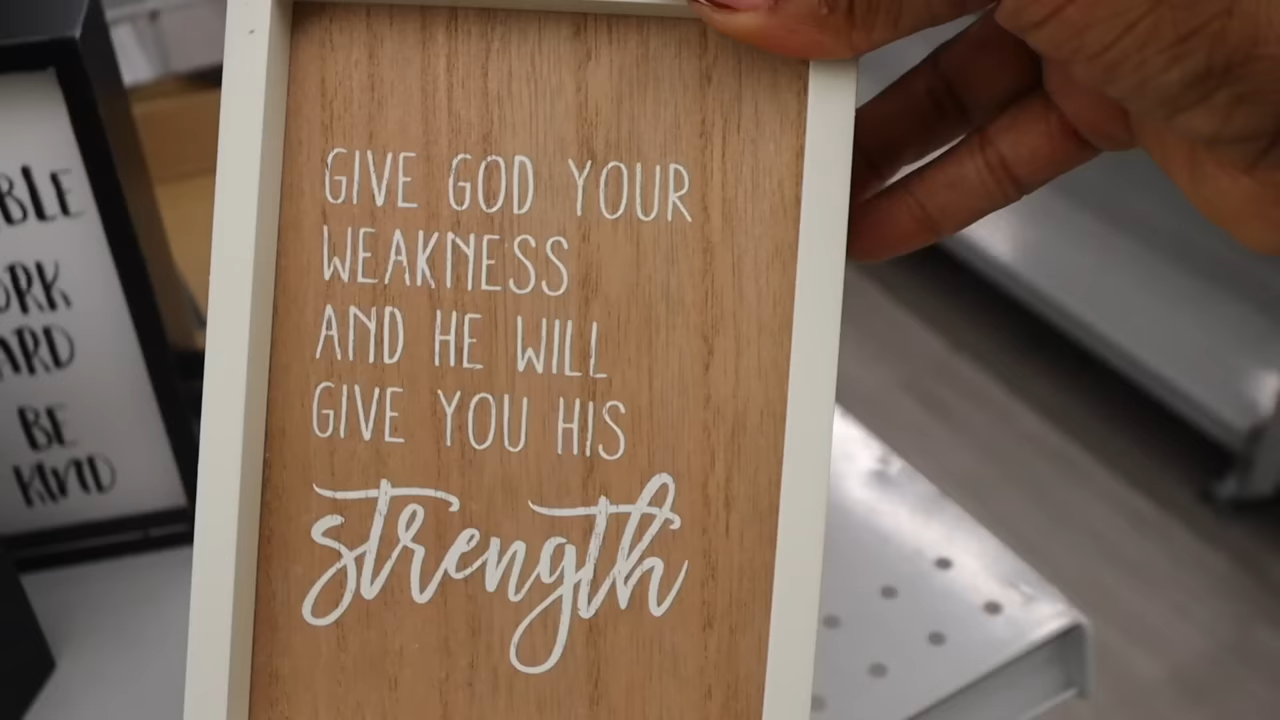 GIVE GOD YOUR
WEAKNESS
AND HE WILL
GIVE YOU HIS
strength
BE
KIND